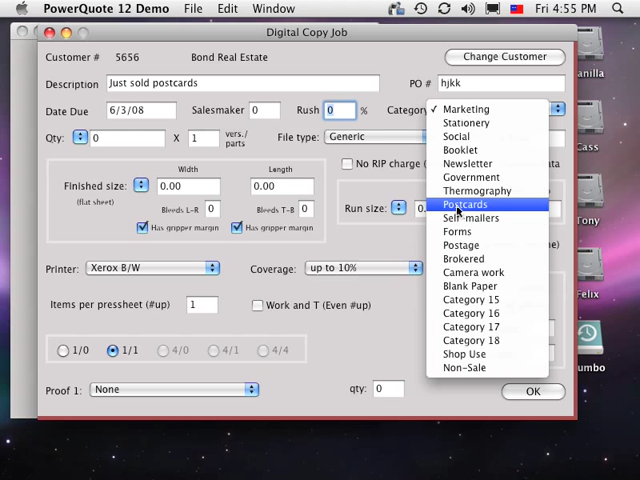 PowerQuote 12 Demo File Edit Window Fri 4:55 PM
Digital Copy Job
Customer # 5656 Bond Real Estate Change Customer
Description Just sold postcards PO # hjkk
Date Due 6/3/08 Salesmaker 0 Rush 0 % Category
Marketing
Stationery
Social
Booklet
Newsletter
Government
Thermography
Postcards
Self-mallers
Forms
Postage
Brokered
Camera work
Blank Paper
Category 15
Category 16
Category 17
Category 18
Shop Use
Non-Sale
Qty: 0 X 1 vers./
parts
File type: Generic
Width Length
Finished size: 0.00 0.00
(flat sheet)
Bleeds L-R 0 Bleeds T-B 0
Has gripper margin Has gripper margin
No RIP charge
Run size: 0.
Printer: Xerox B/W Coverage: up to 10%
Items per pressheet (#up) 1 Work and T (Even #up)
1/0 1/1 4/0 4/1 4/4
Proof 1: None qty: 0 OK
Cass
Tony
Felix